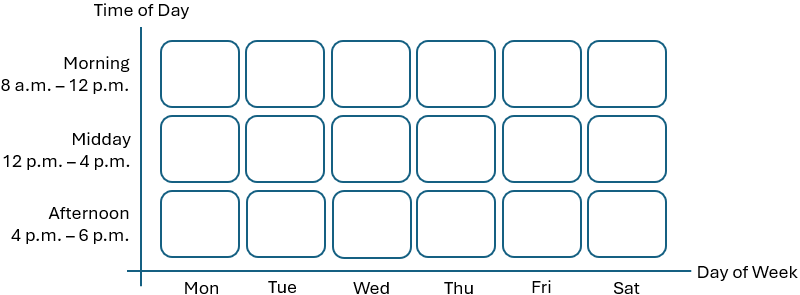 Time of Day
Morning
8 a.m. – 12 p.m.
Midday
12 p.m. – 4 p.m.
Afternoon
4 p.m. – 6 p.m.
Day of Week
Mon Tue Wed Thu Fri Sat